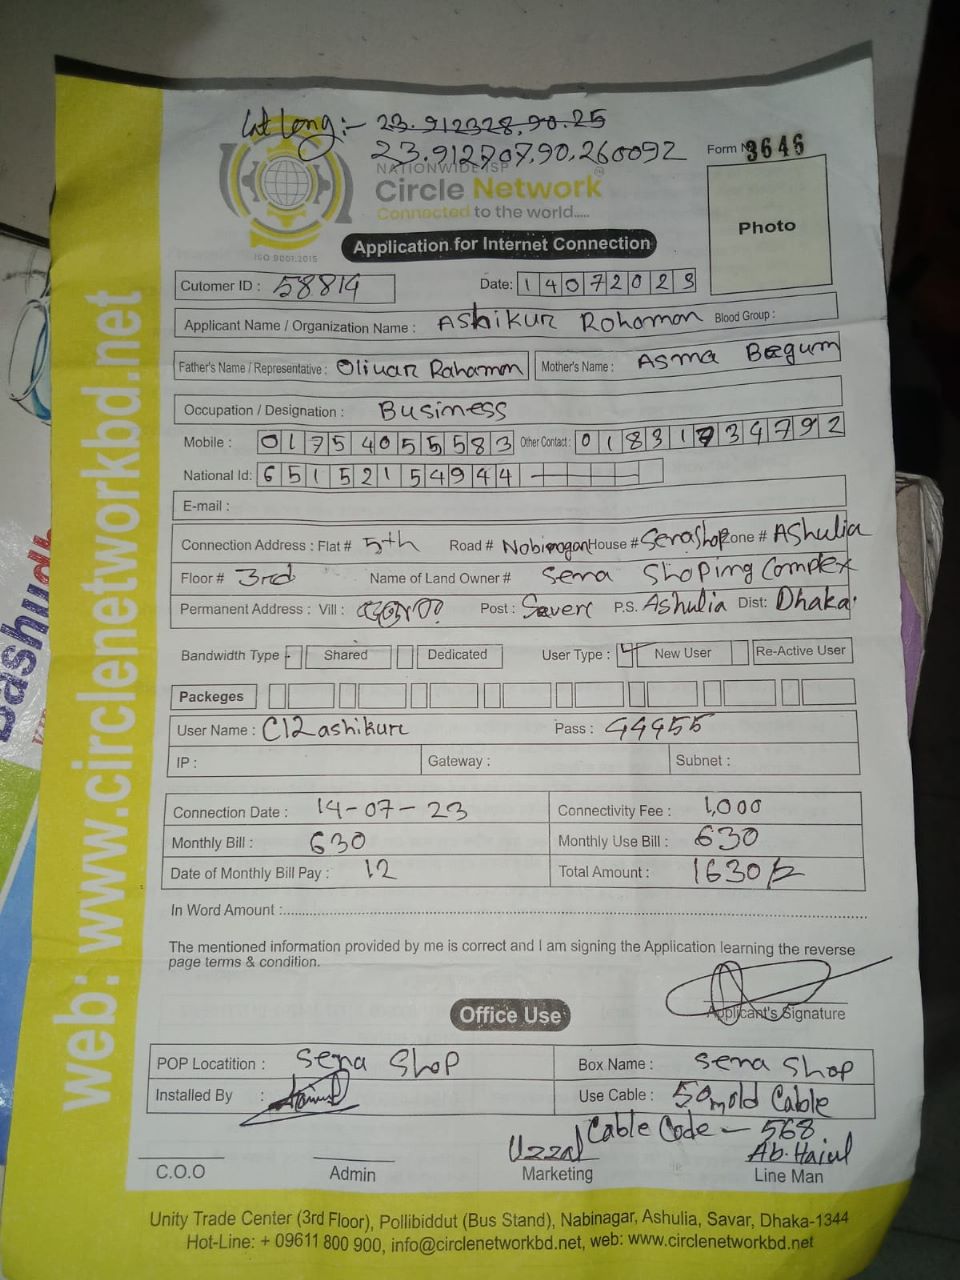 Lat Long:- 23.912328,90.25
23.912707,90.260092
Form No 3646
NATIONWIDE ISP
Circle Network
Connected to the world.....
ISO 9001:2015
Photo
Application for Internet Connection
Cutomer ID : 58814 Date: 14072023
Applicant Name / Organization Name : Ashikur Rohoman Blood Group :
Father's Name / Representative : Olivar Rahamon Mother's Name : Asma Begum
Occupation / Designation : Business
Mobile : 01754055583 Other Contact : 01831734792
National Id: 6515215494 4
E-mail :
Connection Address : Flat # 5th Road # House # Sena Shop Zone # Ashulia
Floor # 3rd Name of Land Owner # Sena Shoping Complex
Permanent Address : Vill : Post : Saver P.S. Ashulia Dist: Dhaka
Bandwidth Type : Shared Dedicated User Type : New User Re-Active User
Packeges
User Name : C12ashikur Pass : 44455
IP : Gateway : Subnet :
Connection Date : 14-07-23 Connectivity Fee : 1,000
Monthly Bill : 630 Monthly Use Bill : 630
Date of Monthly Bill Pay : 12 Total Amount : 1630/=
In Word Amount :
The mentioned information provided by me is correct and I am signing the Application learning the reverse
page terms & condition.
Applicant's Signature
Office Use
POP Locatition : Sena Shop Box Name : Sena Shop
Installed By : Use Cable : 50m old Cable
Cable Code - 568
Uzzal Ab. Haiul
C.O.O Admin Marketing Line Man
Unity Trade Center (3rd Floor), Pollibiddut (Bus Stand), Nabinagar, Ashulia, Savar, Dhaka-1344
Hot-Line: + 09611 800 900, info@circlenetworkbd.net, web: www.circlenetworkbd.net
web: www.circlenetworkbd.net